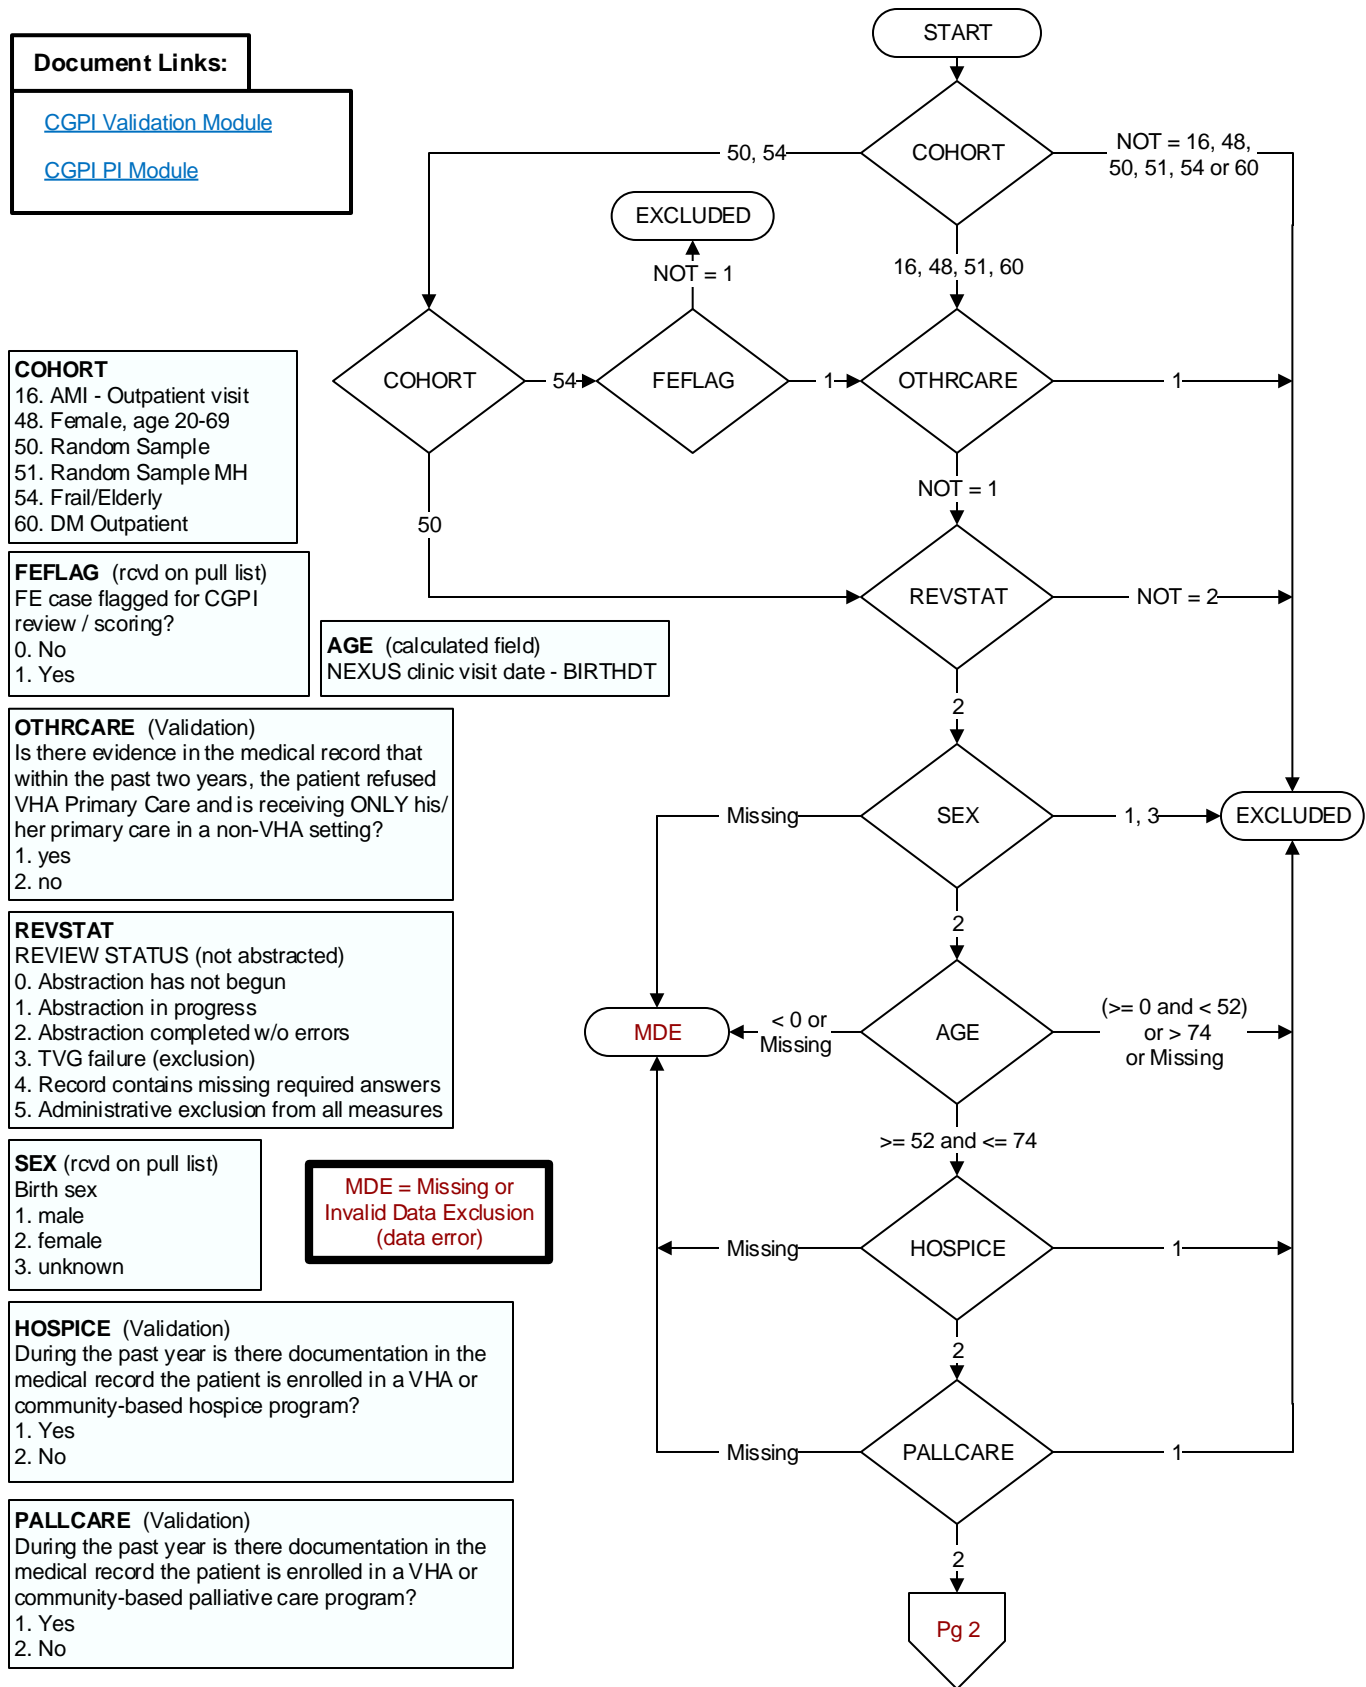 Document Links:
CGPI Validation Module
CGPI PI Module
START
COHORT
50, 54
NOT = 16, 48,
50, 51, 54 or 60
EXCLUDED
NOT = 1
16, 48, 51, 60
COHORT
54
FEFLAG
1
OTHRCARE
1
50
NOT = 1
REVSTAT
NOT = 2
2
Missing
SEX
1, 3
EXCLUDED
2
MDE
< 0 or
Missing
AGE
(>= 0 and < 52)
or > 74
or Missing
>= 52 and <= 74
Missing
HOSPICE
1
2
Missing
PALLCARE
1
2
Pg 2
COHORT
16. AMI - Outpatient visit
48. Female, age 20-69
50. Random Sample
51. Random Sample MH
54. Frail/Elderly
60. DM Outpatient
FEFLAG (rcvd on pull list)
FE case flagged for CGPI
review / scoring?
0. No
1. Yes
AGE (calculated field)
NEXUS clinic visit date - BIRTHDT
OTHRCARE (Validation)
Is there evidence in the medical record that
within the past two years, the patient refused
VHA Primary Care and is receiving ONLY his/
her primary care in a non-VHA setting?
1. yes
2. no
REVSTAT
REVIEW STATUS (not abstracted)
0. Abstraction has not begun
1. Abstraction in progress
2. Abstraction completed w/o errors
3. TVG failure (exclusion)
4. Record contains missing required answers
5. Administrative exclusion from all measures
SEX (rcvd on pull list)
Birth sex
1. male
2. female
3. unknown
MDE = Missing or
Invalid Data Exclusion
(data error)
HOSPICE (Validation)
During the past year is there documentation in the
medical record the patient is enrolled in a VHA or
community-based hospice program?
1. Yes
2. No
PALLCARE (Validation)
During the past year is there documentation in the
medical record the patient is enrolled in a VHA or
community-based palliative care program?
1. Yes
2. No